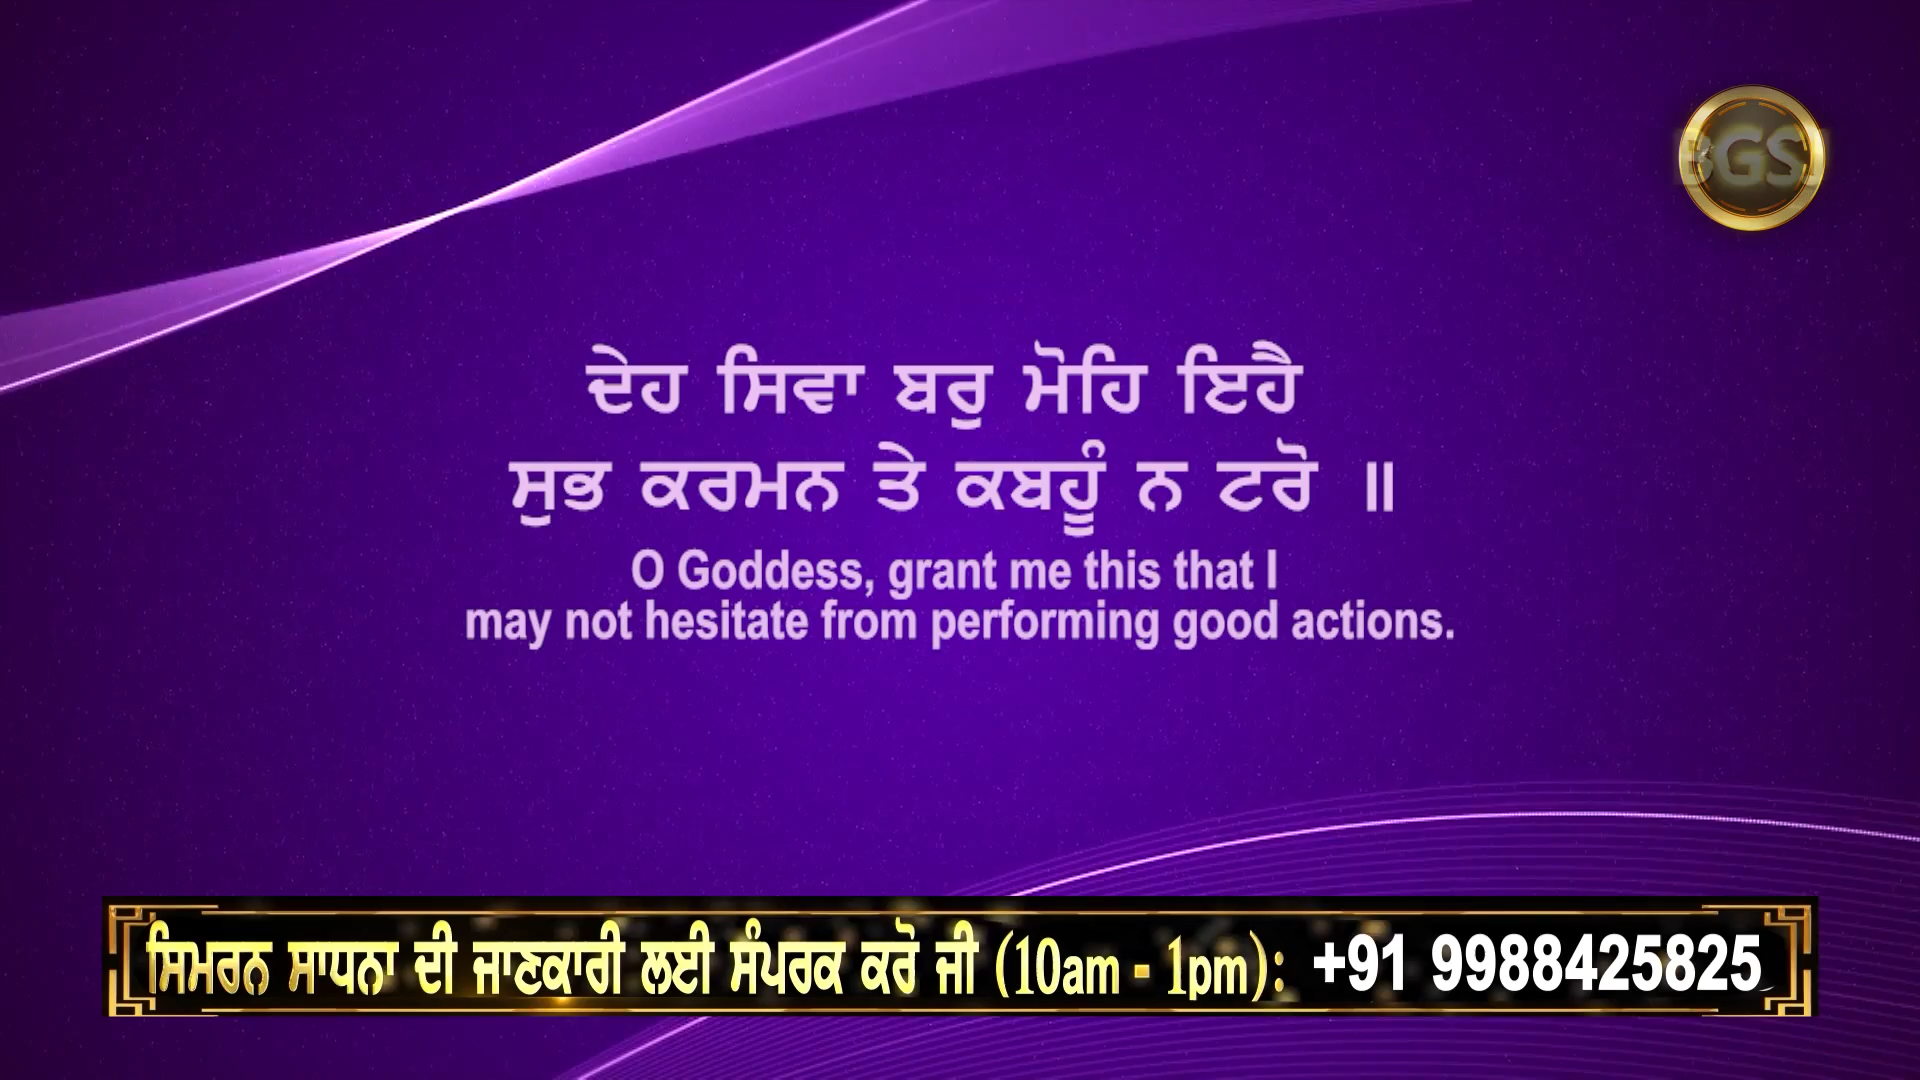 BGS
ਦੇਹ ਸਿਵਾ ਬਰੁ ਮੋਹਿ ਇਹੈ
ਸੁਭ ਕਰਮਨ ਤੇ ਕਬਹੂੰ ਨ ਟਰੋ ॥
O Goddess, grant me this that I
may not hesitate from performing good actions.
ਸਿਮਰਨ ਸਾਧਨਾ ਦੀ ਜਾਣਕਾਰੀ ਲਈ ਸੰਪਰਕ ਕਰੋ ਜੀ (10am - 1pm): +91 9988425825